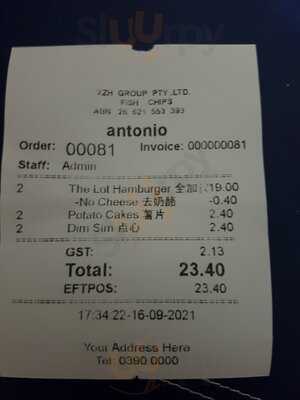 Sluurpy
YZH GROUP PTY.LTD.
FISH CHIPS
ABN 26 621 563 393
antonio
Order: 00081 Invoice: 000000081
Staff: Admin
2 The Lot Hamburger 全加 19.00
-No Cheese 去奶酪 -0.40
2 Potato Cakes 薯片 2.40
2 Dim Sim 点心 2.40
GST: 2.13
Total: 23.40
EFTPOS: 23.40
17:34:22-16-09-2021
Your Address Here
Tel: 0390 0000